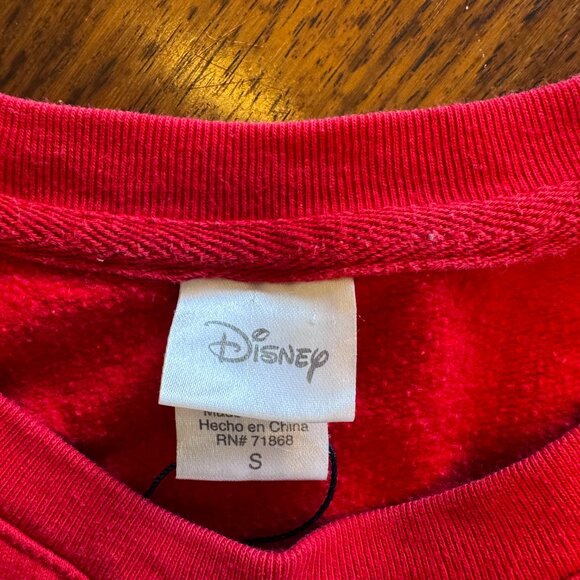 Disney
Hecho en China
RN# 71868
S